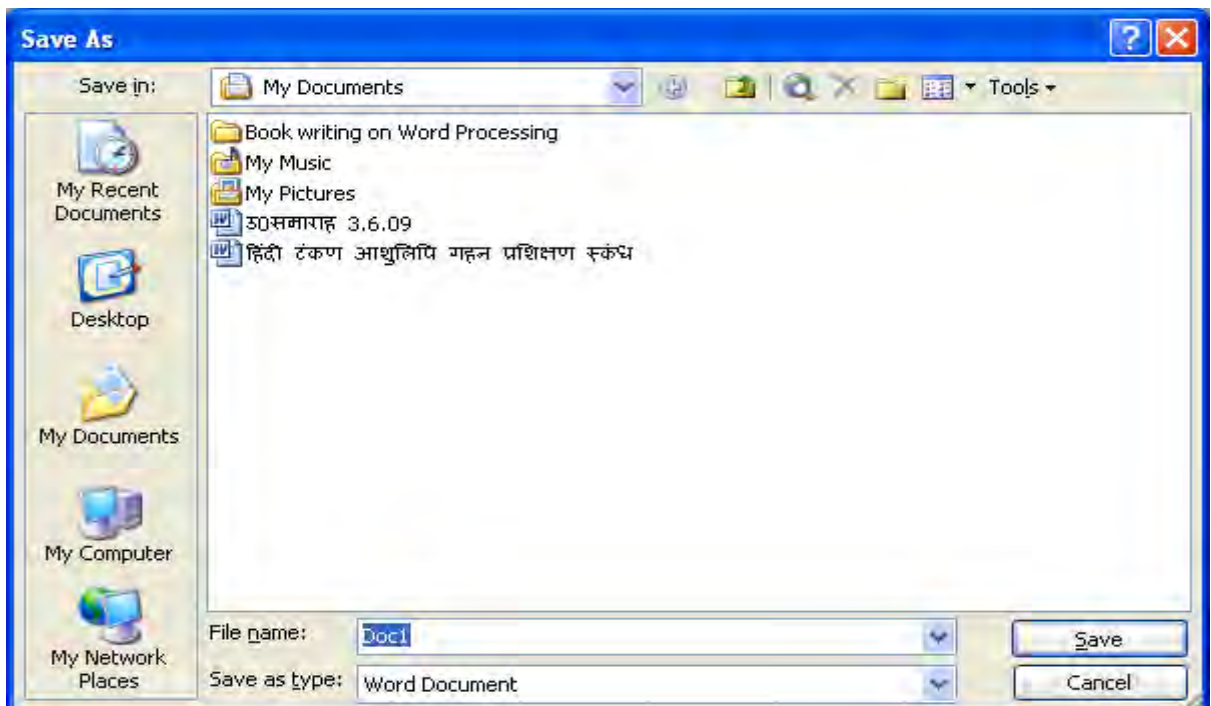 Save As
Save in:
My Documents
Tools
My Recent
Documents
Desktop
My Documents
My Computer
My Network
Places
Book writing on Word Processing
My Music
My Pictures
उ0समाराह 3.6.09
हिंदी टंकण आशुलिपि गहन प्रशिक्षण स्कंध
File name:
Doc1
Save
Save as type:
Word Document
Cancel